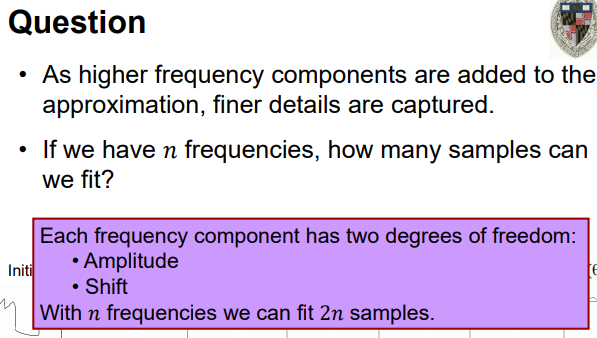 Question
• As higher frequency components are added to the
approximation, finer details are captured.
• If we have n frequencies, how many samples can
we fit?
Each frequency component has two degrees of freedom:
• Amplitude
• Shift
With n frequencies we can fit 2n samples.
Initi